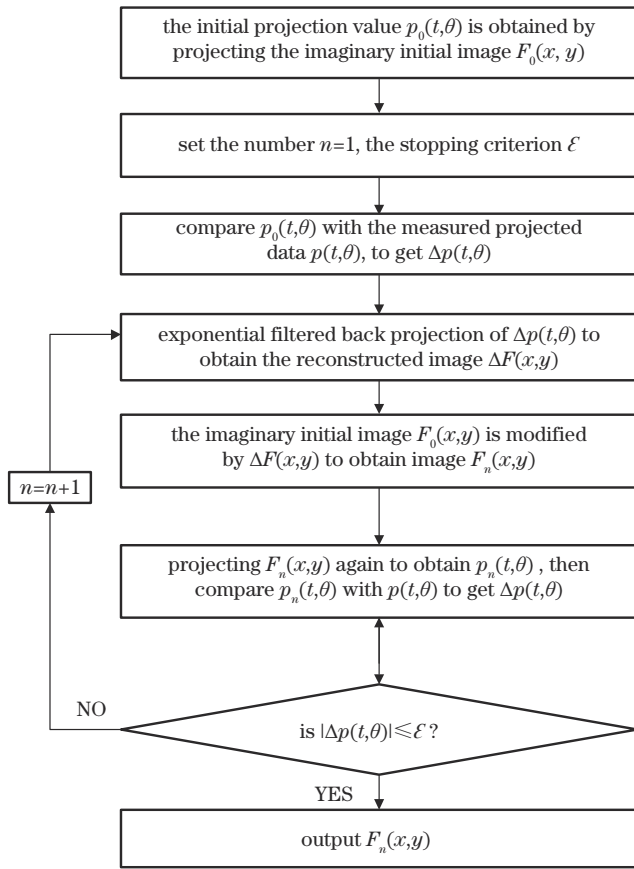 the initial projection value p₀(t,θ) is obtained by
projecting the imaginary initial image F₀(x, y)
set the number n=1, the stopping criterion ℰ
compare p₀(t,θ) with the measured projected
data p(t,θ), to get Δp(t,θ)
exponential filtered back projection of Δp(t,θ) to
obtain the reconstructed image ΔF(x,y)
the imaginary initial image F₀(x,y) is modified
by ΔF(x,y) to obtain image Fₙ(x,y)
n=n+1
projecting Fₙ(x,y) again to obtain pₙ(t,θ) , then
compare pₙ(t,θ) with p(t,θ) to get Δp(t,θ)
NO
is |Δp(t,θ)|≤ℰ ?
YES
output Fₙ(x,y)